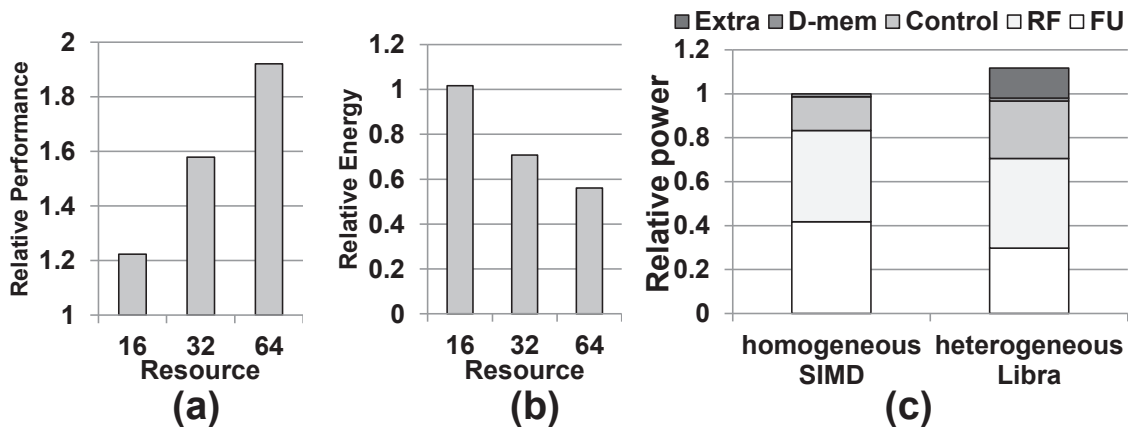 Extra D-mem Control RF FU
Relative Performance
2
1.8
1.6
1.4
1.2
1
16 32 64
Resource
(a)
Relative Energy
1.2
1
0.8
0.6
0.4
0.2
0
16 32 64
Resource
(b)
Relative power
1.2
1
0.8
0.6
0.4
0.2
0
homogeneous heterogeneous
SIMD Libra
(c)